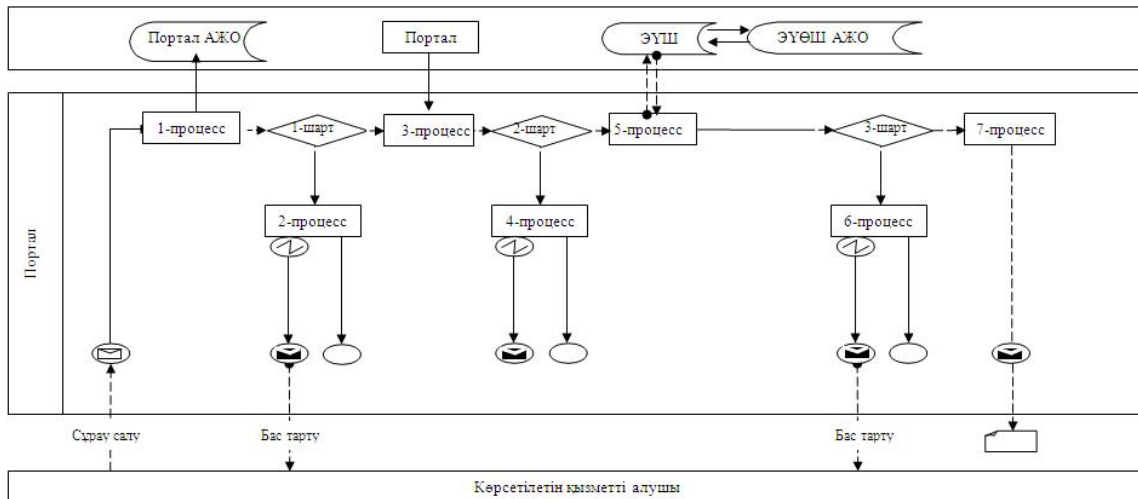 Портал АЖО
Портал
ЭҮШ
ЭҮӨШ АЖО
Портал
1-процесс
1-шарт
3-процесс
2-шарт
5-процесс
3-шарт
7-процесс
2-процесс
4-процесс
6-процесс
Сұрау салу
Бас тарту
Бас тарту
Көрсетілетін қызметті алушы